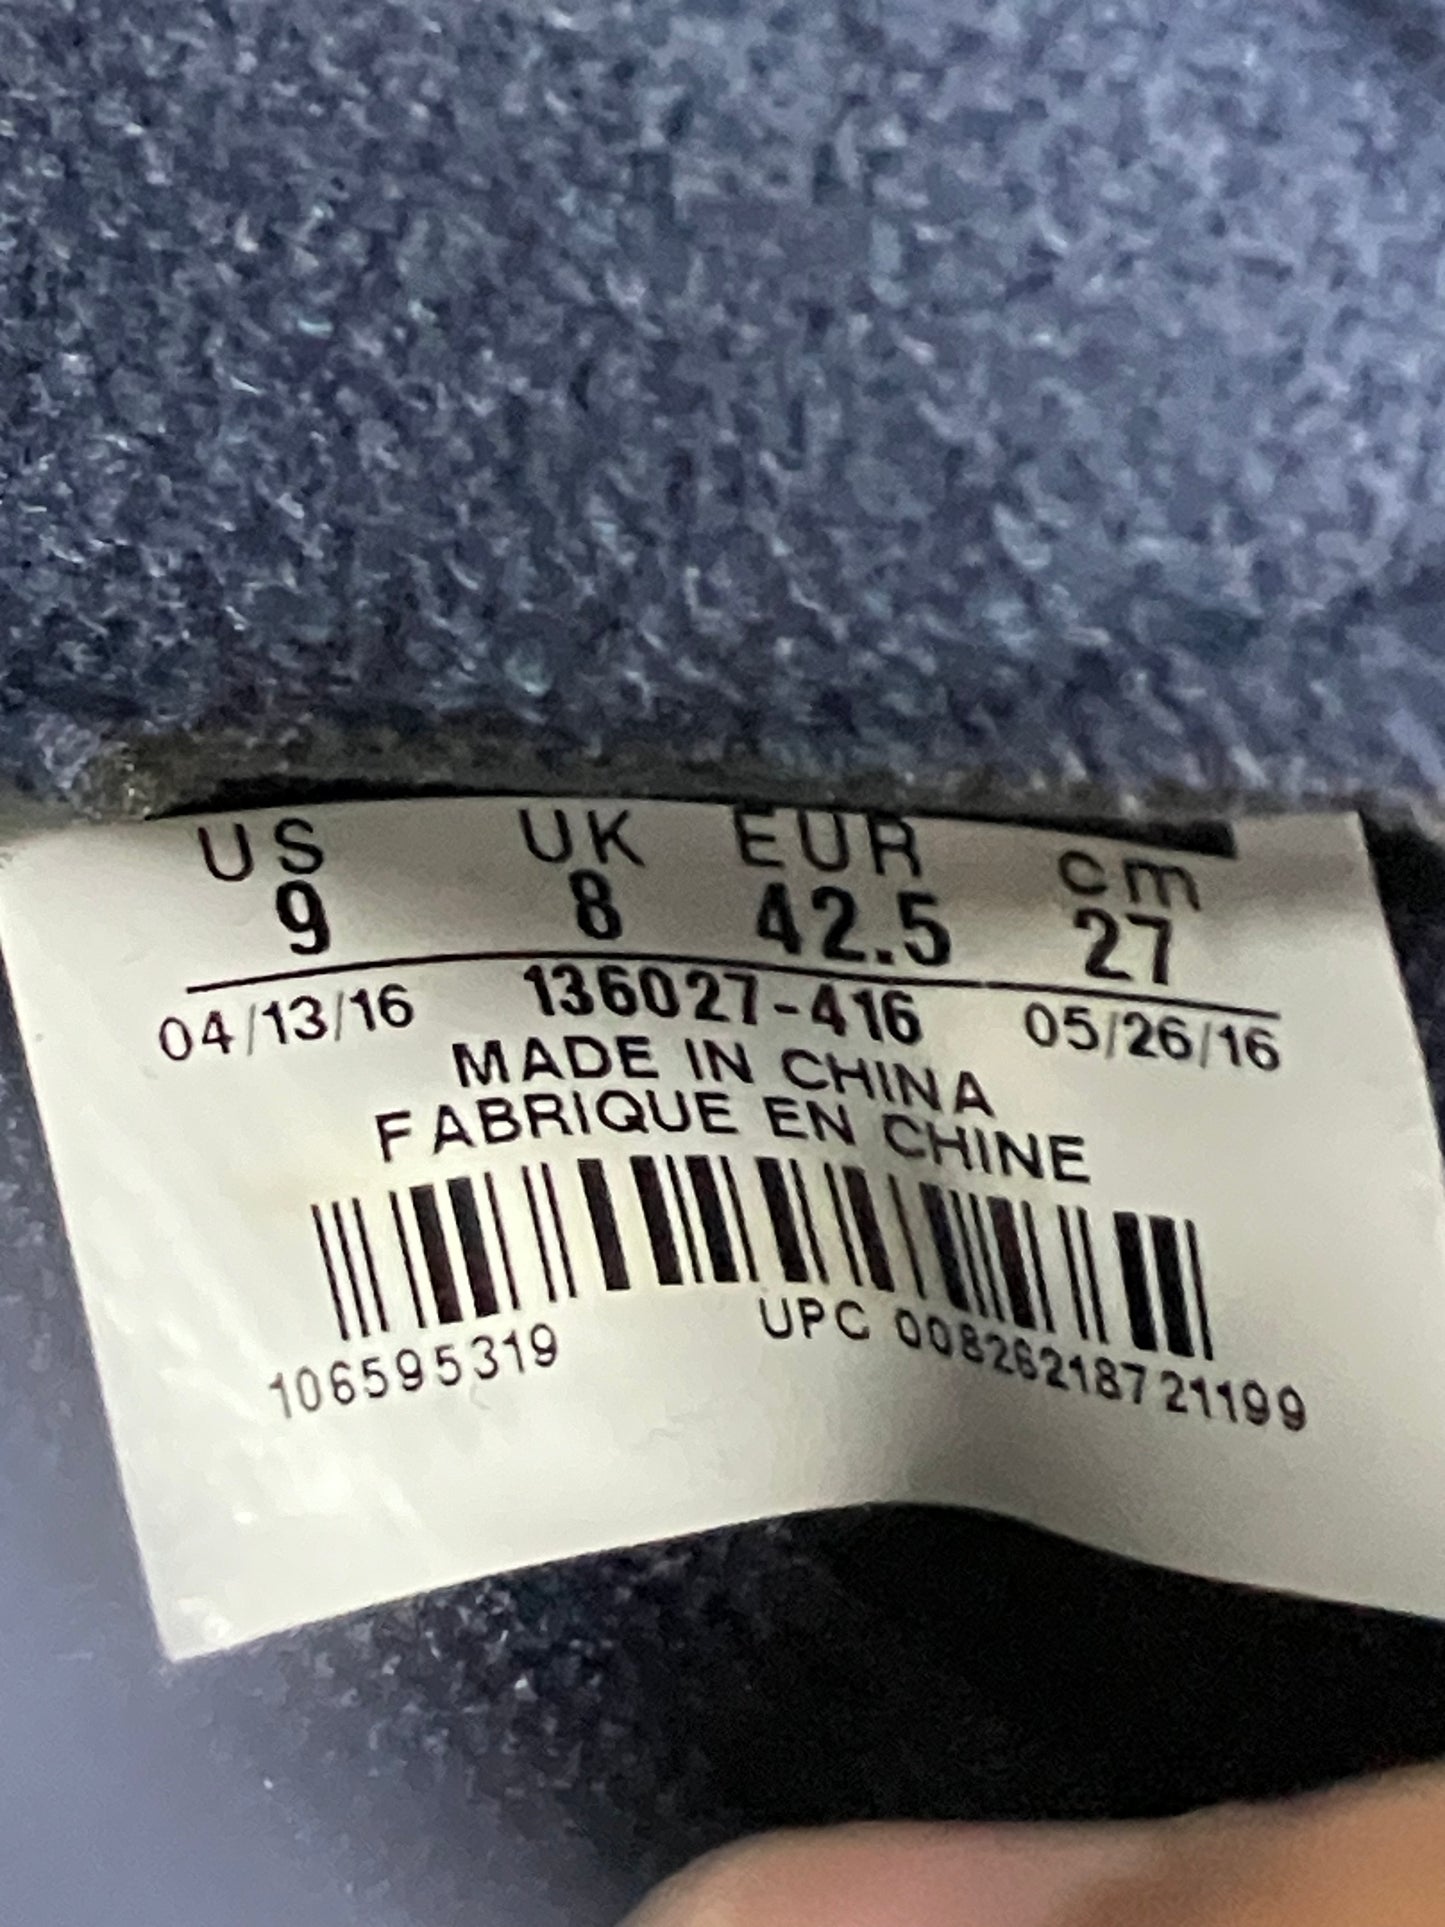 US UK EUR cm
9 8 42.5 27
04/13/16 136027-416 05/26/16
MADE IN CHINA
FABRIQUE EN CHINE
106595319 UPC 00826218721199